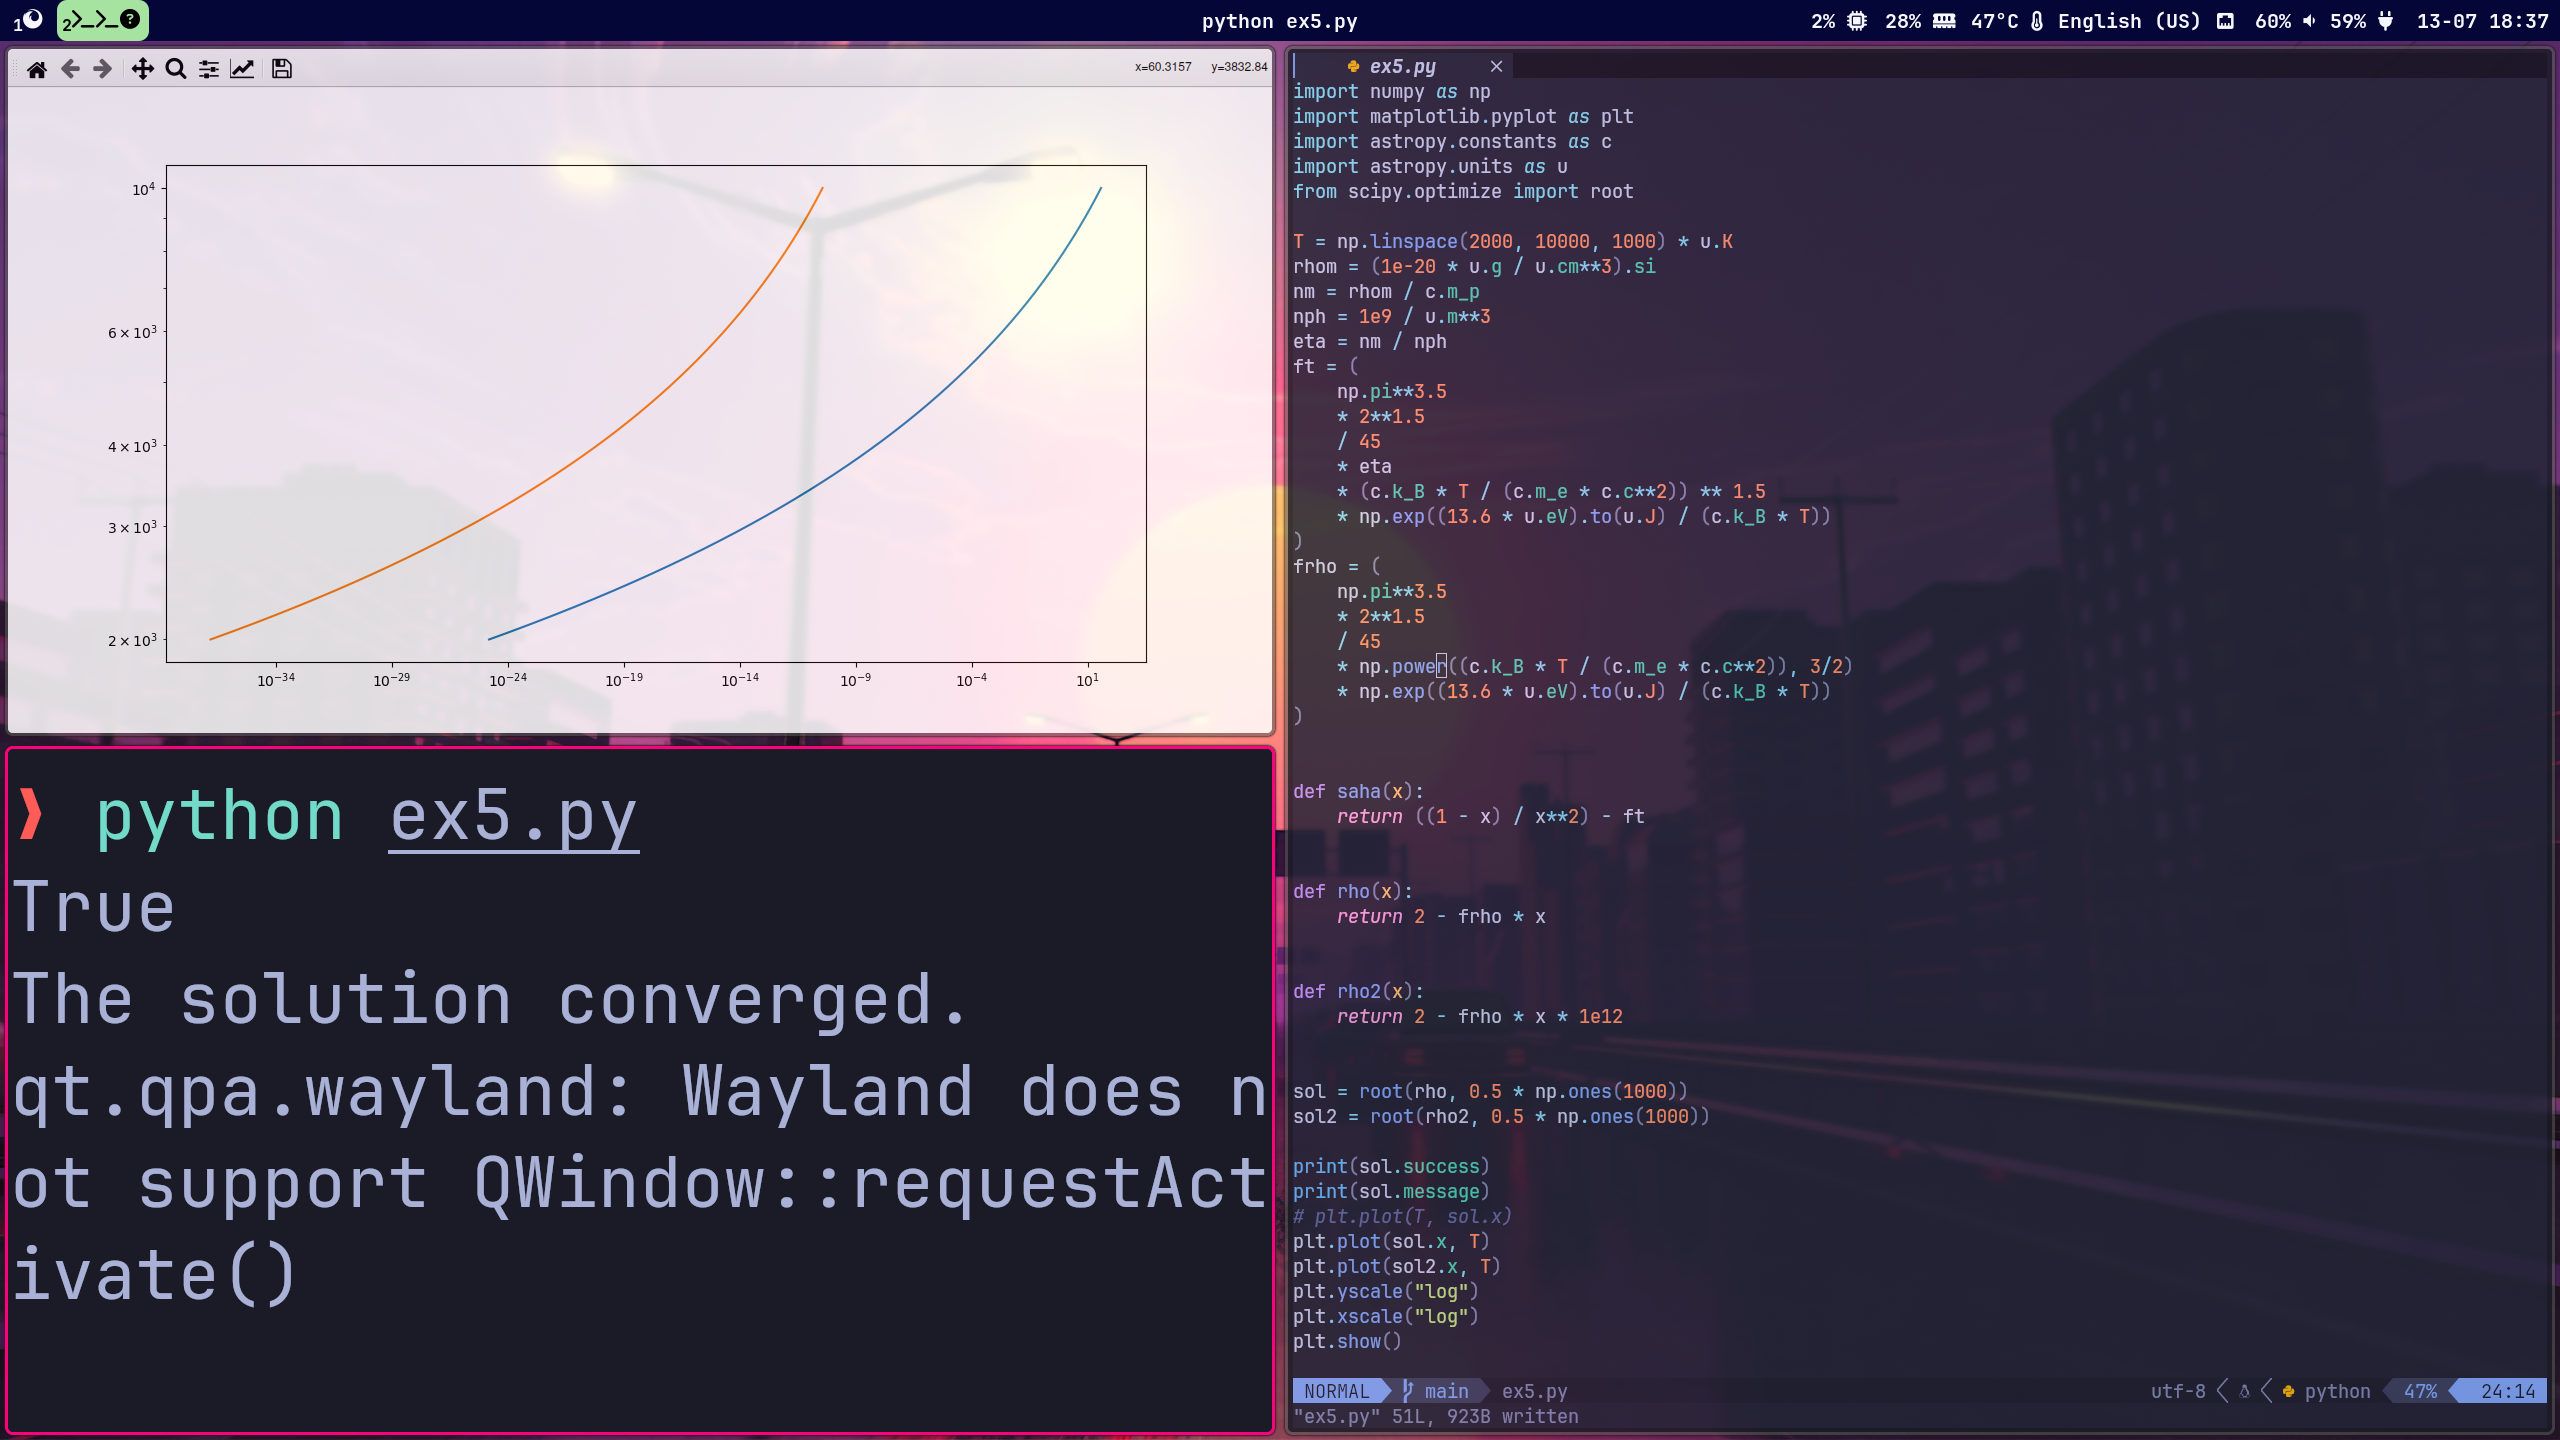 1 2 ? python ex5.py 2% 28% 47°C English (US) 60% 59% 13-07 18:37
x=60.3157 y=3832.84
10^4
6×10^3
4×10^3
3×10^3
2×10^3
10^-34 10^-29 10^-24 10^-19 10^-14 10^-9 10^-4 10^1
❱ python ex5.py
True
The solution converged.
qt.qpa.wayland: Wayland does n
ot support QWindow::requestAct
ivate()
ex5.py ×
import numpy as np
import matplotlib.pyplot as plt
import astropy.constants as c
import astropy.units as u
from scipy.optimize import root

T = np.linspace(2000, 10000, 1000) * u.K
rhom = (1e-20 * u.g / u.cm**3).si
nm = rhom / c.m_p
nph = 1e9 / u.m**3
eta = nm / nph
ft = (
    np.pi**3.5
    * 2**1.5
    / 45
    * eta
    * (c.k_B * T / (c.m_e * c.c**2)) ** 1.5
    * np.exp((13.6 * u.eV).to(u.J) / (c.k_B * T))
)
frho = (
    np.pi**3.5
    * 2**1.5
    / 45
    * np.power((c.k_B * T / (c.m_e * c.c**2)), 3/2)
    * np.exp((13.6 * u.eV).to(u.J) / (c.k_B * T))
)

def saha(x):
    return ((1 - x) / x**2) - ft

def rho(x):
    return 2 - frho * x

def rho2(x):
    return 2 - frho * x * 1e12

sol = root(rho, 0.5 * np.ones(1000))
sol2 = root(rho2, 0.5 * np.ones(1000))

print(sol.success)
print(sol.message)
# plt.plot(T, sol.x)
plt.plot(sol.x, T)
plt.plot(sol2.x, T)
plt.yscale("log")
plt.xscale("log")
plt.show()
NORMAL main ex5.py utf-8 python 47% 24:14
"ex5.py" 51L, 923B written